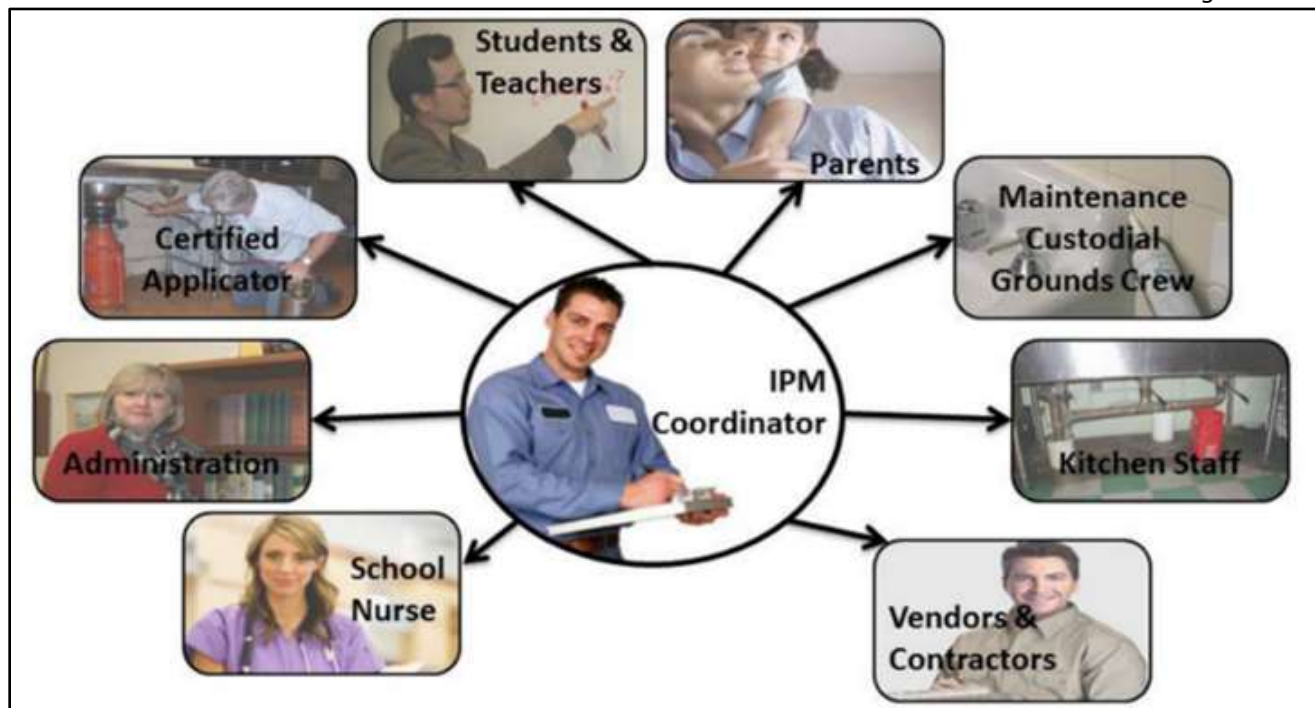 Students &
Teachers
Parents
Certified
Applicator
Maintenance
Custodial
Grounds Crew
IPM
Coordinator
Administration
Kitchen Staff
School
Nurse
Vendors &
Contractors